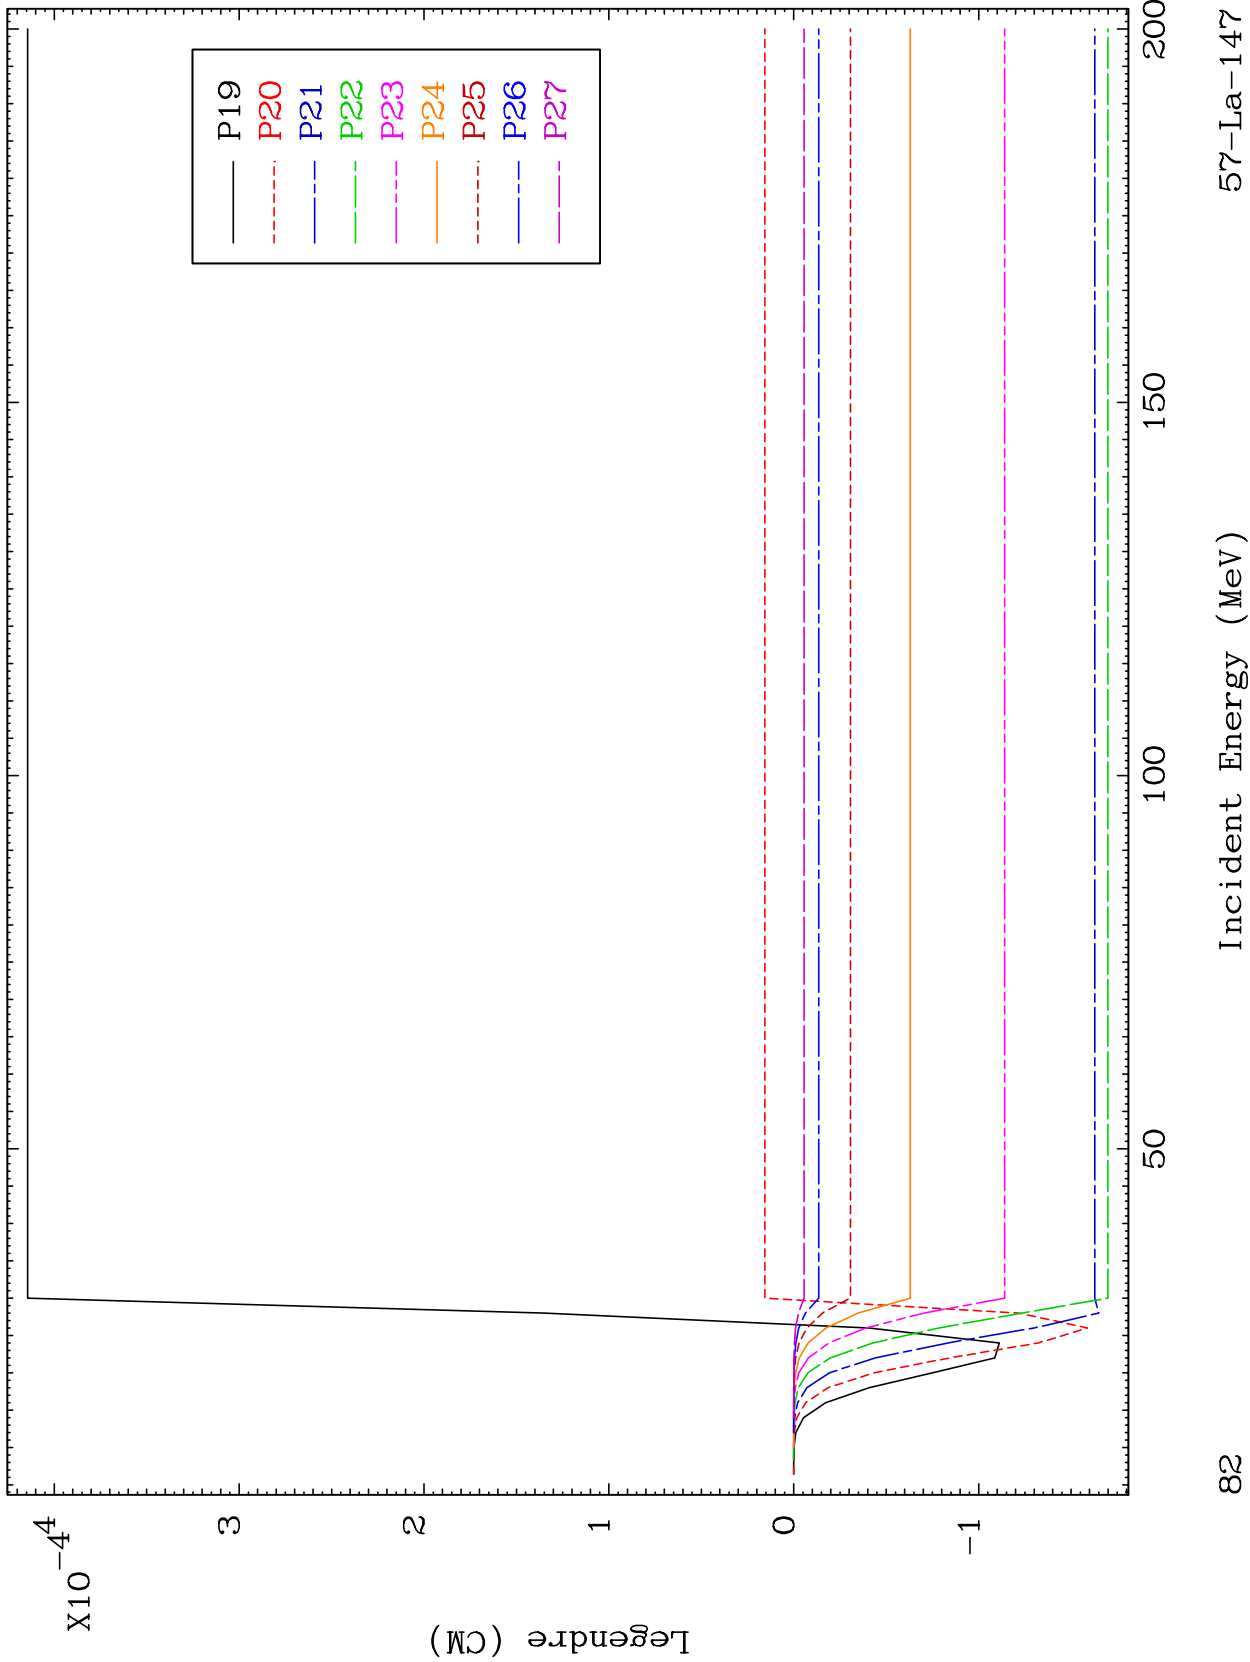 X10-4
3
2
1
0
-1
Legendre (CM)
P19
P20
P21
P22
P23
P24
P25
P26
P27
50
100
150
200
82
Incident Energy (MeV)
57-La-147